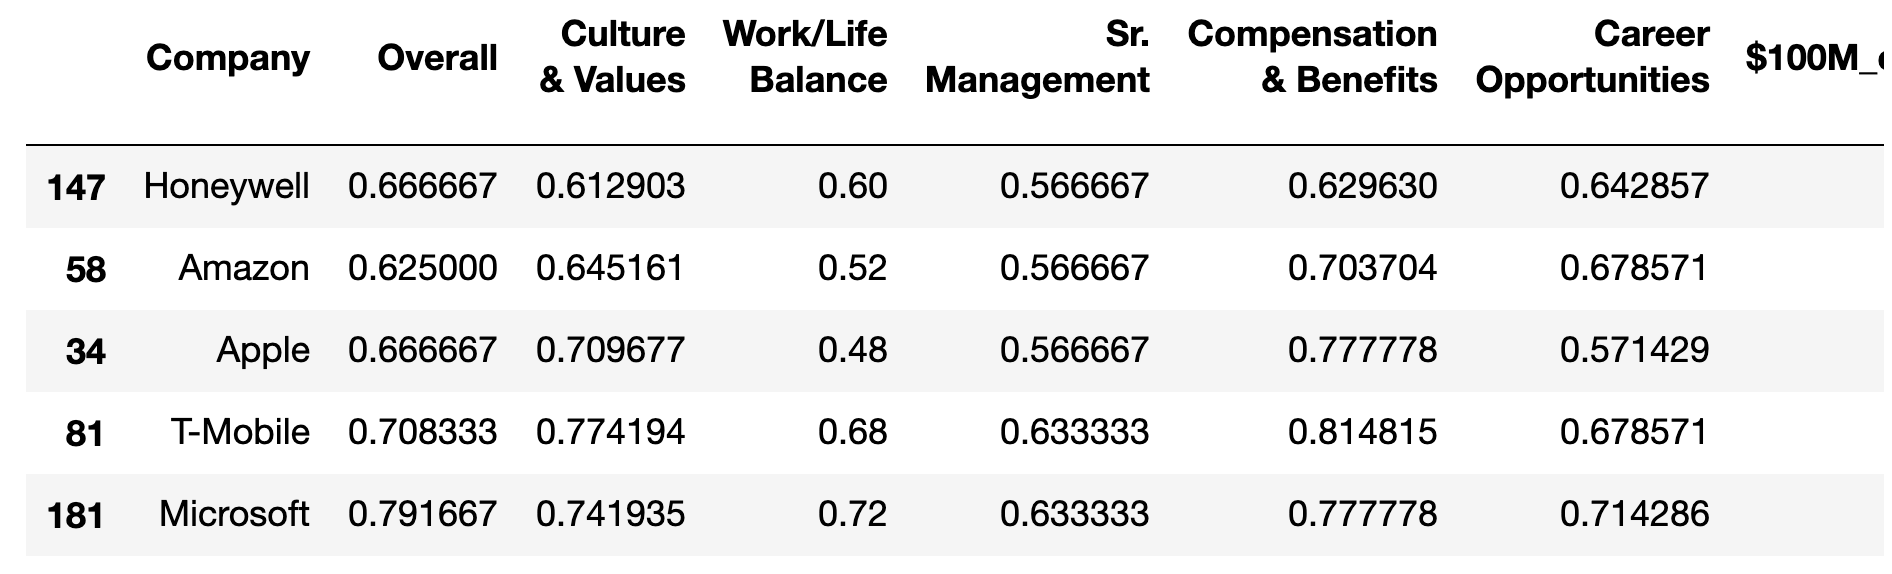 Company Overall Culture & Values Work/Life Balance Sr. Management Compensation & Benefits Career Opportunities $100M_
147 Honeywell 0.666667 0.612903 0.60 0.566667 0.629630 0.642857
58 Amazon 0.625000 0.645161 0.52 0.566667 0.703704 0.678571
34 Apple 0.666667 0.709677 0.48 0.566667 0.777778 0.571429
81 T-Mobile 0.708333 0.774194 0.68 0.633333 0.814815 0.678571
181 Microsoft 0.791667 0.741935 0.72 0.633333 0.777778 0.714286